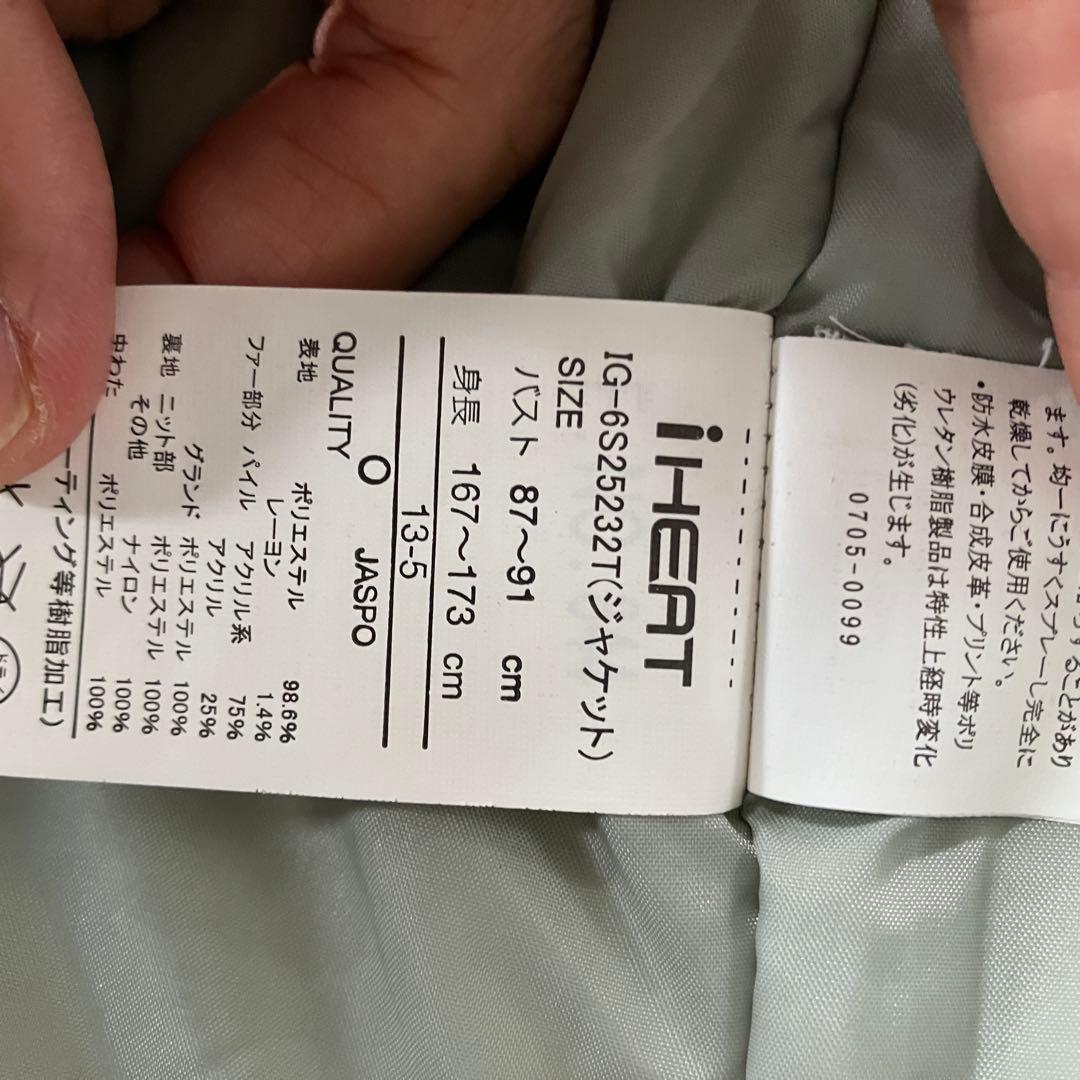 iHEAT
IG-6S25232T(ジャケット)
SIZE
バスト 87〜91 cm
身長 167〜173 cm
13-5
O JASPO
QUALITY
表地 ポリエステル 98.6%
レーヨン 1.4%
ファー部分 パイル アクリル系 75%
アクリル 25%
グランド ポリエステル 100%
裏地 ニット部 ポリエステル 100%
その他 ナイロン 100%
中わた ポリエステル 100%
ーティング等樹脂加工)
ることがあり
ます。均一にうすくスプレーし完全に
乾燥してからご使用ください。
・防水皮膜・合成皮革・プリント等ポリ
ウレタン樹脂製品は特性上経時変化
(劣化)が生じます。
0705-0099